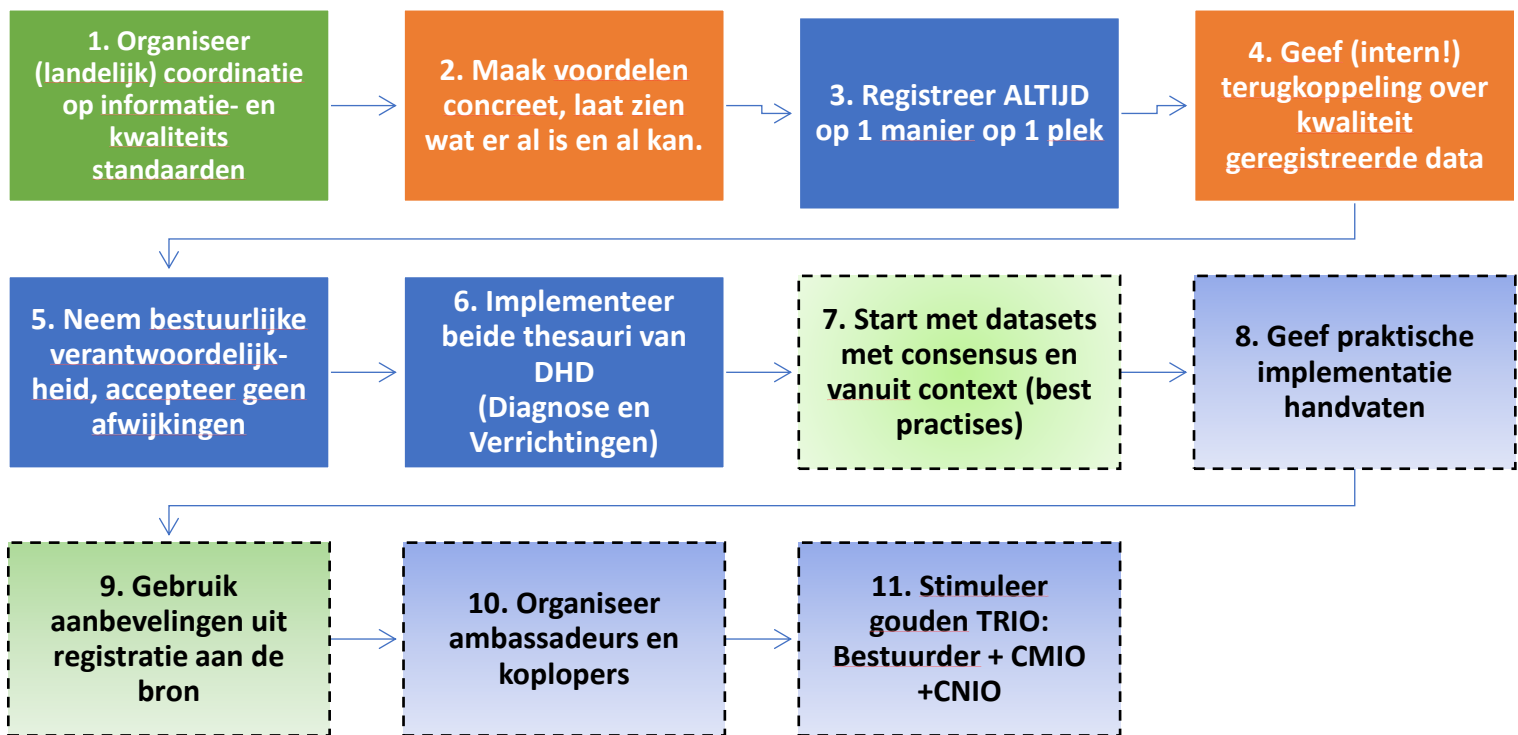 1. Organiseer
(landelijk) coordinatie
op informatie- en
kwaliteits
standaarden
2. Maak voordelen
concreet, laat zien
wat er al is en al kan.
3. Registreer ALTIJD
op 1 manier op 1 plek
4. Geef (intern!)
terugkoppeling over
kwaliteit
geregistreerde data
5. Neem bestuurlijke
verantwoordelijk-
heid, accepteer geen
afwijkingen
6. Implementeer
beide thesauri van
DHD
(Diagnose en
Verrichtingen)
7. Start met datasets
met consensus en
vanuit context (best
practises)
8. Geef praktische
implementatie
handvaten
9. Gebruik
aanbevelingen uit
registratie aan de
bron
10. Organiseer
ambassadeurs en
koplopers
11. Stimuleer
gouden TRIO:
Bestuurder + CMIO
+CNIO